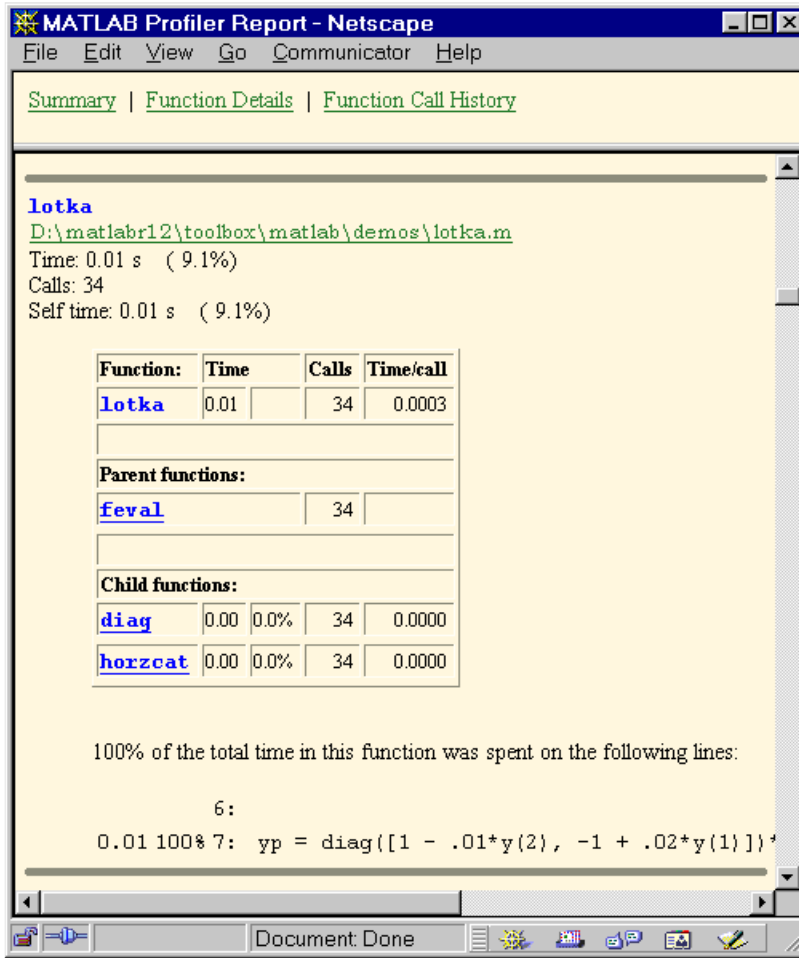 MATLAB Profiler Report - Netscape
File Edit View Go Communicator Help
Summary | Function Details | Function Call History
lotka
D:\matlabr12\toolbox\matlab\demos\lotka.m
Time: 0.01 s ( 9.1%)
Calls: 34
Self time: 0.01 s ( 9.1%)
Function: Time Calls Time/call
lotka 0.01 34 0.0003
Parent functions:
feval 34
Child functions:
diag 0.00 0.0% 34 0.0000
horzcat 0.00 0.0% 34 0.0000
100% of the total time in this function was spent on the following lines:
6:
0.01 100% 7: yp = diag([1 - .01*y(2), -1 + .02*y(1)])*
Document: Done